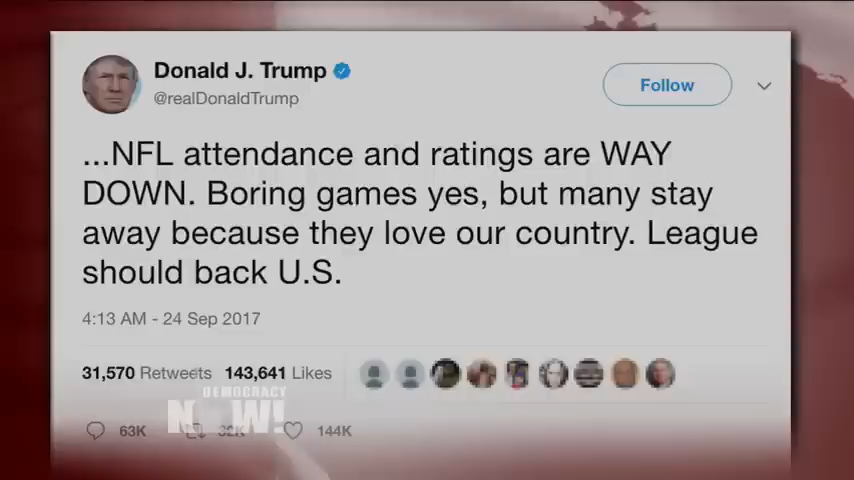 Donald J. Trump
@realDonaldTrump
Follow
...NFL attendance and ratings are WAY
DOWN. Boring games yes, but many stay
away because they love our country. League
should back U.S.
4:13 AM - 24 Sep 2017
31,570 Retweets 143,641 Likes
DEMOCRACY
NOW!
63K 32K 144K